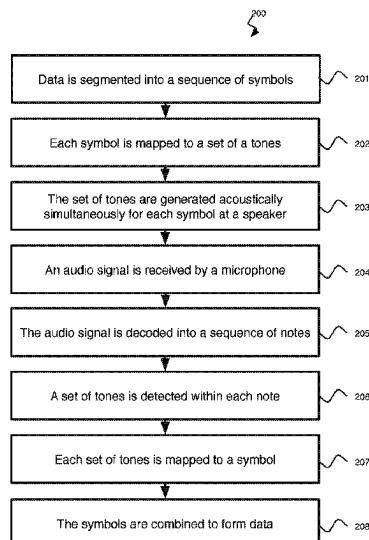 200
Data is segmented into a sequence of symbols
201
Each symbol is mapped to a set of a tones
202
The set of tones are generated acoustically
simultaneously for each symbol at a speaker
203
An audio signal is received by a microphone
204
The audio signal is decoded into a sequence of notes
205
A set of tones is detected within each note
206
Each set of tones is mapped to a symbol
207
The symbols are combined to form data
208